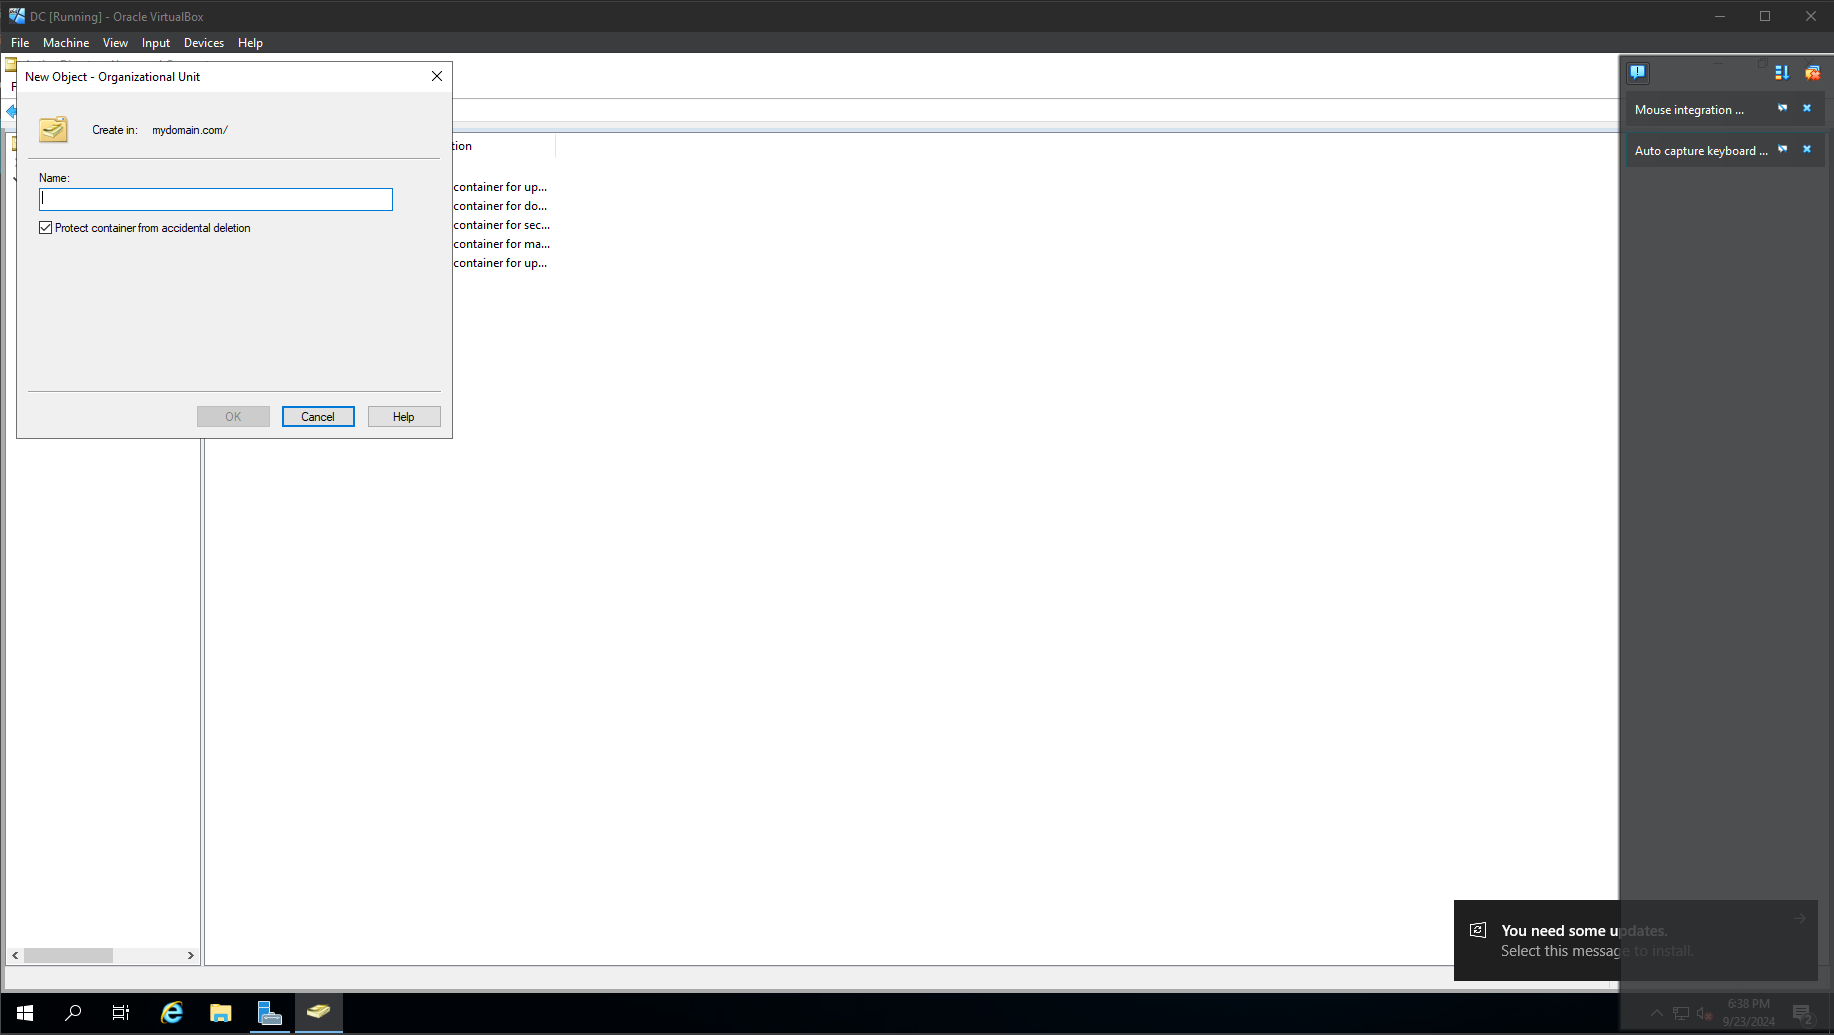 DC [Running] - Oracle VirtualBox
File Machine View Input Devices Help
New Object - Organizational Unit
Create in: mydomain.com/
Name:
Protect container from accidental deletion
OK Cancel Help
tion
container for up...
container for do...
container for sec...
container for ma...
container for up...
Mouse integration ...
Auto capture keyboard ...
You need some updates.
Select this message to install.
6:38 PM
9/23/2024
2